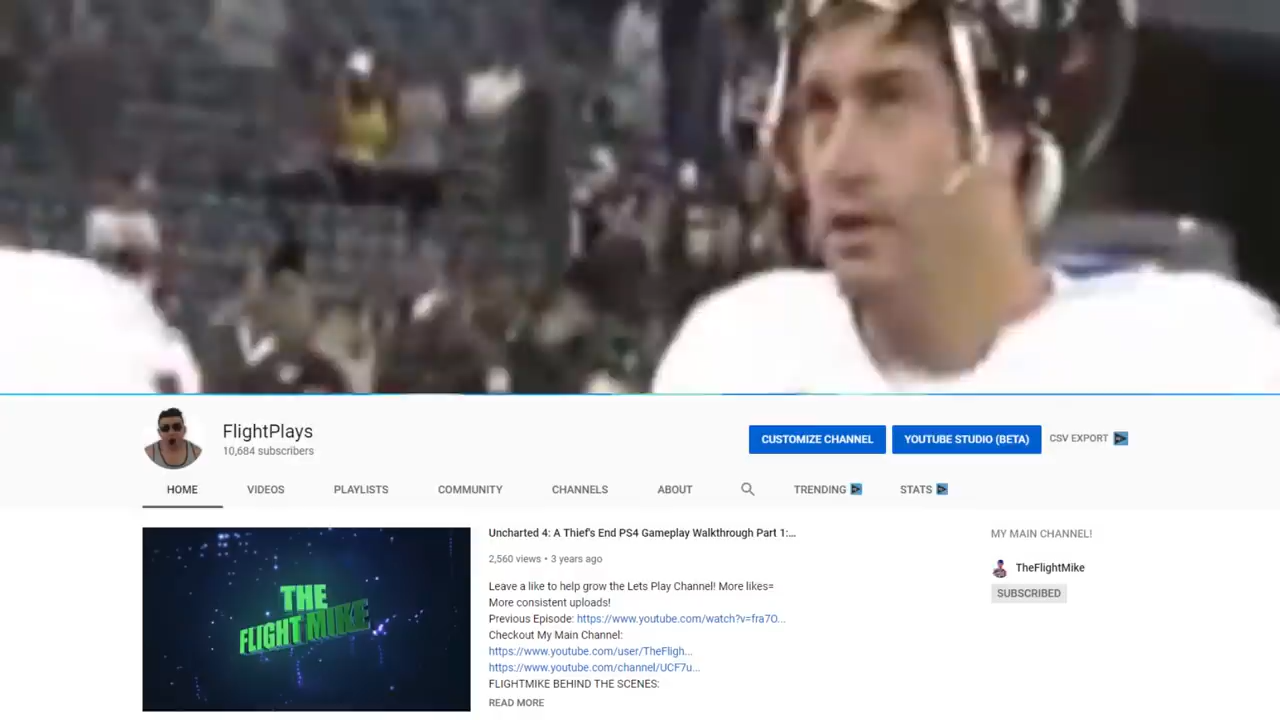 FlightPlays
10,684 subscribers
CUSTOMIZE CHANNEL
YOUTUBE STUDIO (BETA)
CSV EXPORT
HOME
VIDEOS
PLAYLISTS
COMMUNITY
CHANNELS
ABOUT
TRENDING
STATS
THE
FLIGHT MIKE
Uncharted 4: A Thief's End PS4 Gameplay Walkthrough Part 1:...
2,560 views • 3 years ago
Leave a like to help grow the Lets Play Channel! More likes=
More consistent uploads!
Previous Episode: https://www.youtube.com/watch?v=fra7O...
Checkout My Main Channel:
https://www.youtube.com/user/TheFligh...
https://www.youtube.com/channel/UCF7u...
FLIGHTMIKE BEHIND THE SCENES:
READ MORE
MY MAIN CHANNEL!
TheFlightMike
SUBSCRIBED